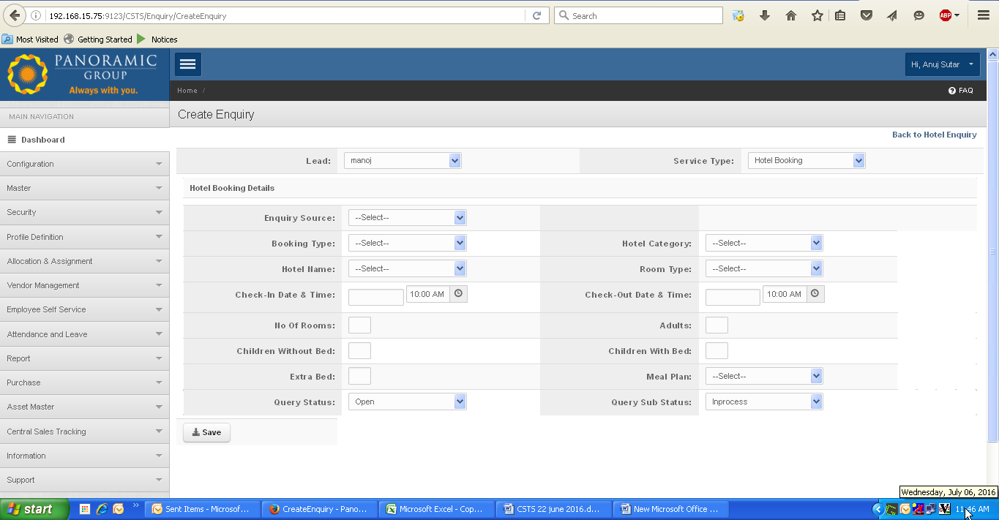 192.168.15.75:9123/CSTS/Enquiry/CreateEnquiry
Search
ABP
Most Visited Getting Started Notices
PANORAMIC
GROUP
Always with you.
Hi, Anuj Sutar
Home /
FAQ
MAIN NAVIGATION
Create Enquiry
Back to Hotel Enquiry
Dashboard
Configuration
Master
Security
Profile Definition
Allocation & Assignment
Vendor Management
Employee Self Service
Attendance and Leave
Report
Purchase
Asset Master
Central Sales Tracking
Information
Support
Lead: manoj Service Type: Hotel Booking
Hotel Booking Details
Enquiry Source: --Select--
Booking Type: --Select-- Hotel Category: --Select--
Hotel Name: --Select-- Room Type: --Select--
Check-In Date & Time: 10:00 AM Check-Out Date & Time: 10:00 AM
No Of Rooms: Adults:
Children Without Bed: Children With Bed:
Extra Bed: Meal Plan: --Select--
Query Status: Open Query Sub Status: Inprocess
Save
Wednesday, July 06, 2016
start
Sent Items - Microsof...
CreateEnquiry - Pano...
Microsoft Excel - Cop...
CSTS 22 june 2016.d...
New Microsoft Office ...
11:46 AM